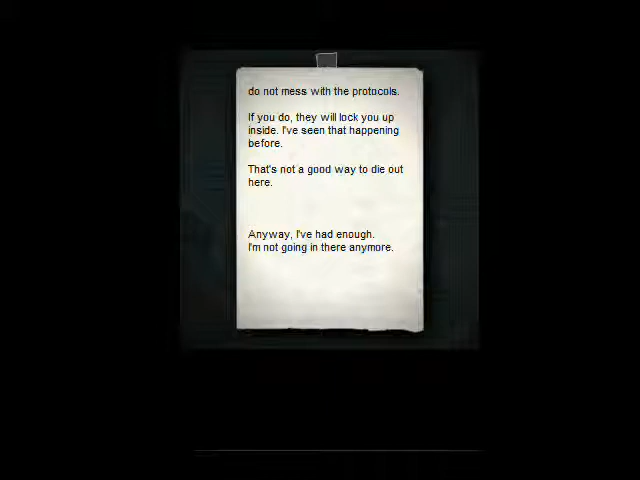 do not mess with the protocols.
If you do, they will lock you up
inside. I've seen that happening
before.
That's not a good way to die out
here.
Anyway, I've had enough.
I'm not going in there anymore.